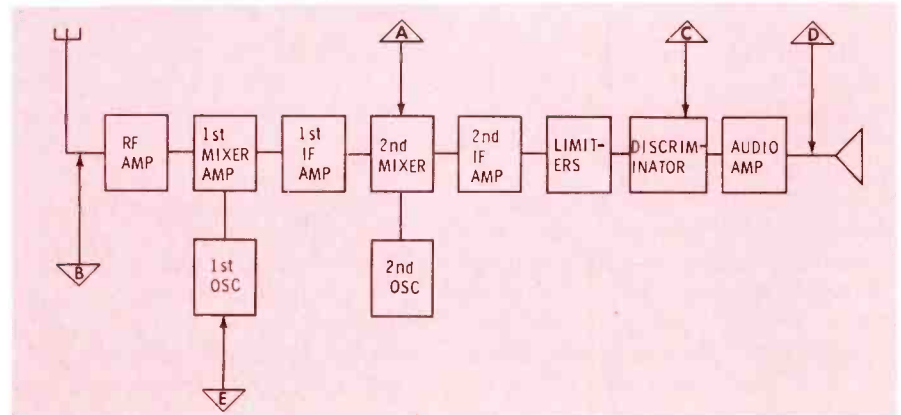 A
C
D
RF
AMP
1st
MIXER
AMP
1st
IF
AMP
2nd
MIXER
2nd
IF
AMP
LIMIT-
ERS
DISCRIM-
INATOR
AUDIO
AMP
B
1st
OSC
2nd
OSC
E